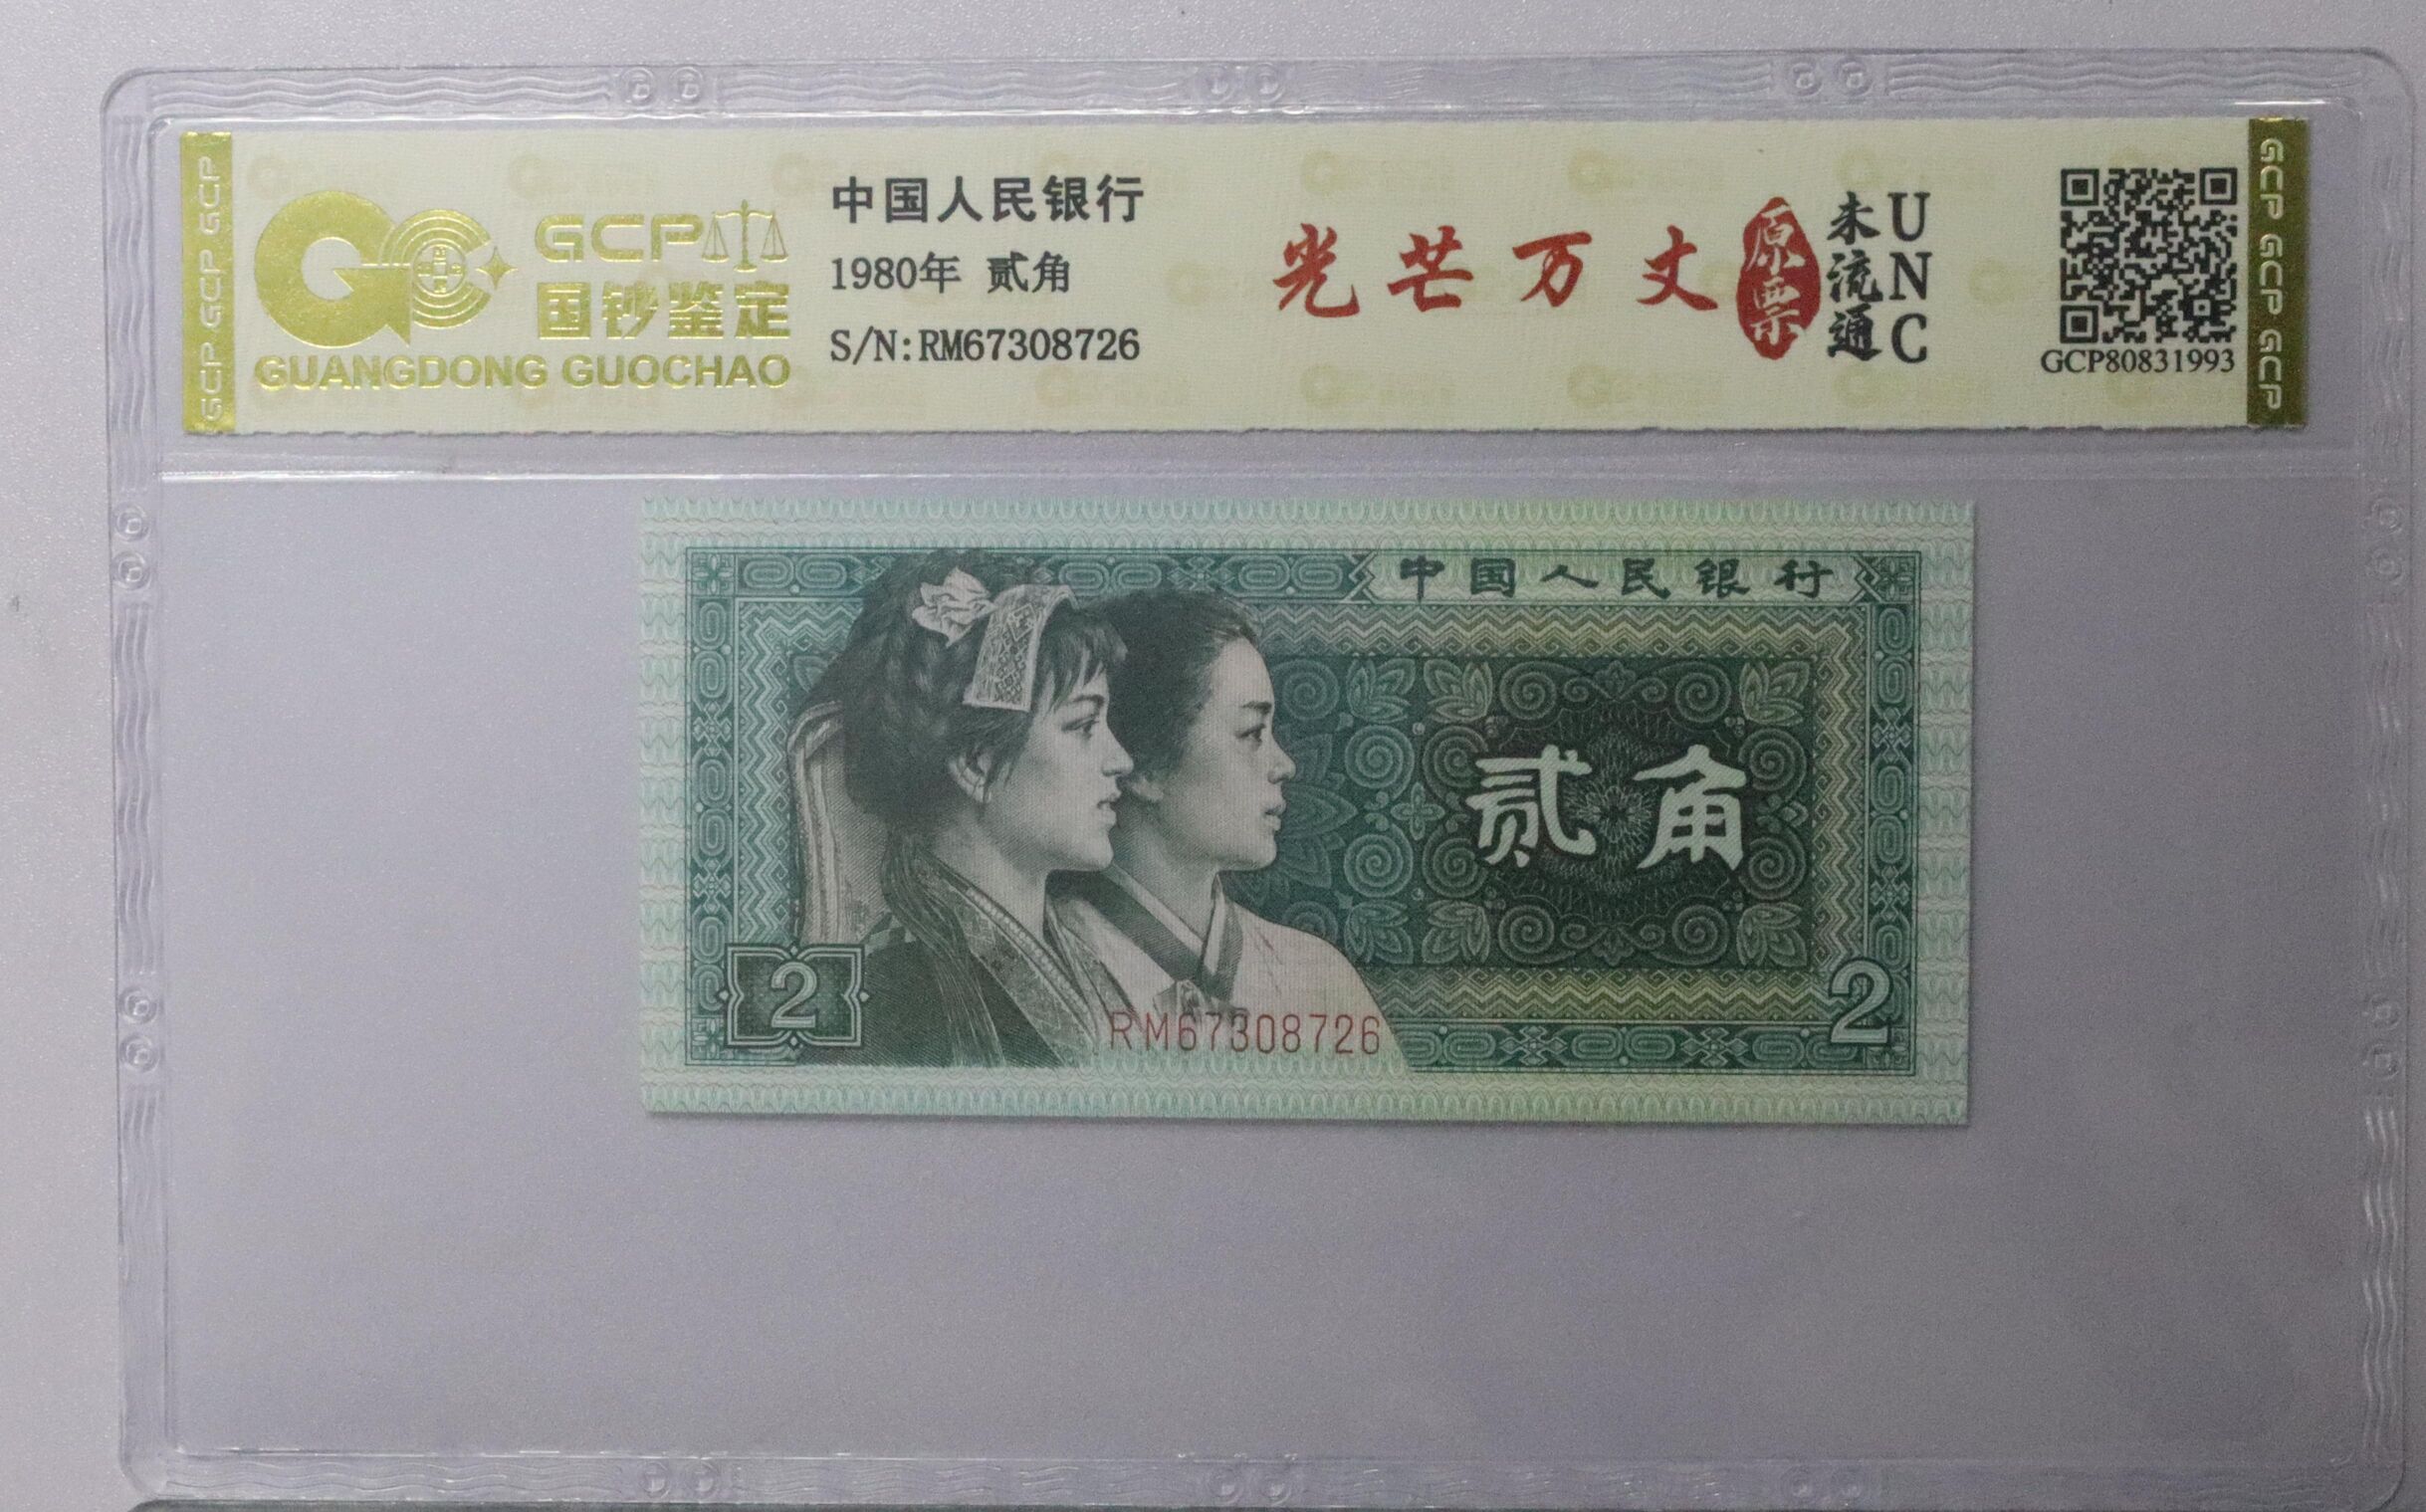 GCP GCP GCP
GCP
国钞鉴定
GUANGDONG GUOCHAO
中国人民银行
1980年 贰角
S/N:RM67308726
光芒万丈
原票
未流通
UNC
GCP80831993
GCP GCP GCP
中国人民银行
贰角
2
RM67308726
2